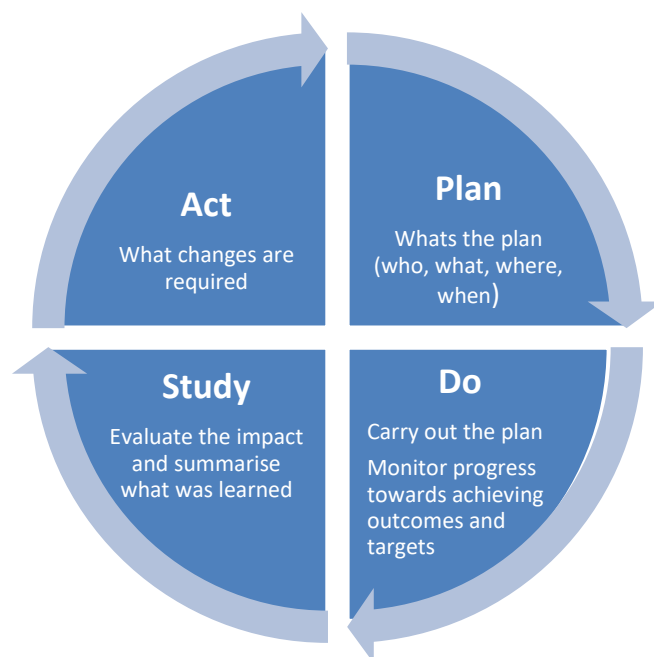 Act
What changes are
required
Plan
Whats the plan
(who, what, where,
when)
Study
Evaluate the impact
and summarise
what was learned
Do
Carry out the plan
Monitor progress
towards achieving
outcomes and
targets